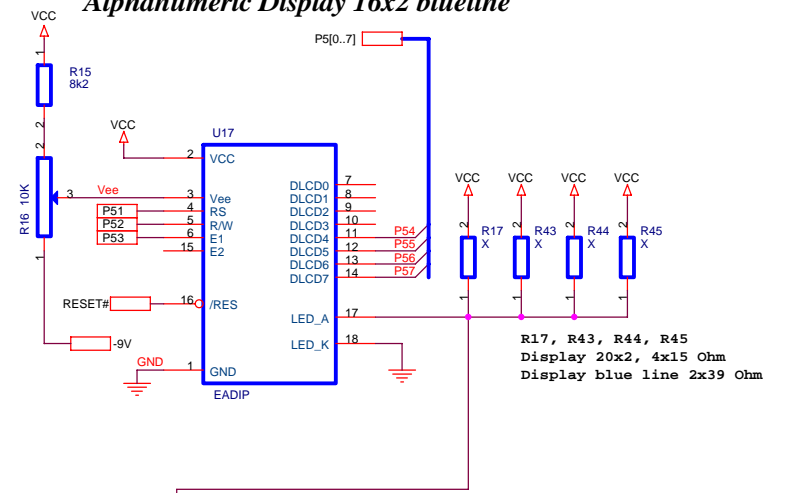 Alphanumeric Display 16x2 blueline
VCC
P5[0..7]
1
R15
8k2
2
2
VCC
U17
2
VCC
R16 10K
3
Vee
3
Vee
P51
4
RS
P52
5
R/W
P53
6
E1
15
E2
1
DLCD0
7
DLCD1
8
DLCD2
9
DLCD3
10
DLCD4
11
P54
DLCD5
12
P55
DLCD6
13
P56
DLCD7
14
P57
VCC
VCC
VCC
VCC
2
R17
X
1
2
R43
X
1
2
R44
X
1
2
R45
X
1
RESET#
16
/RES
LED_A
17
-9V
LED_K
18
GND
1
GND
EADIP
R17, R43, R44, R45
Display 20x2, 4x15 Ohm
Display blue line 2x39 Ohm